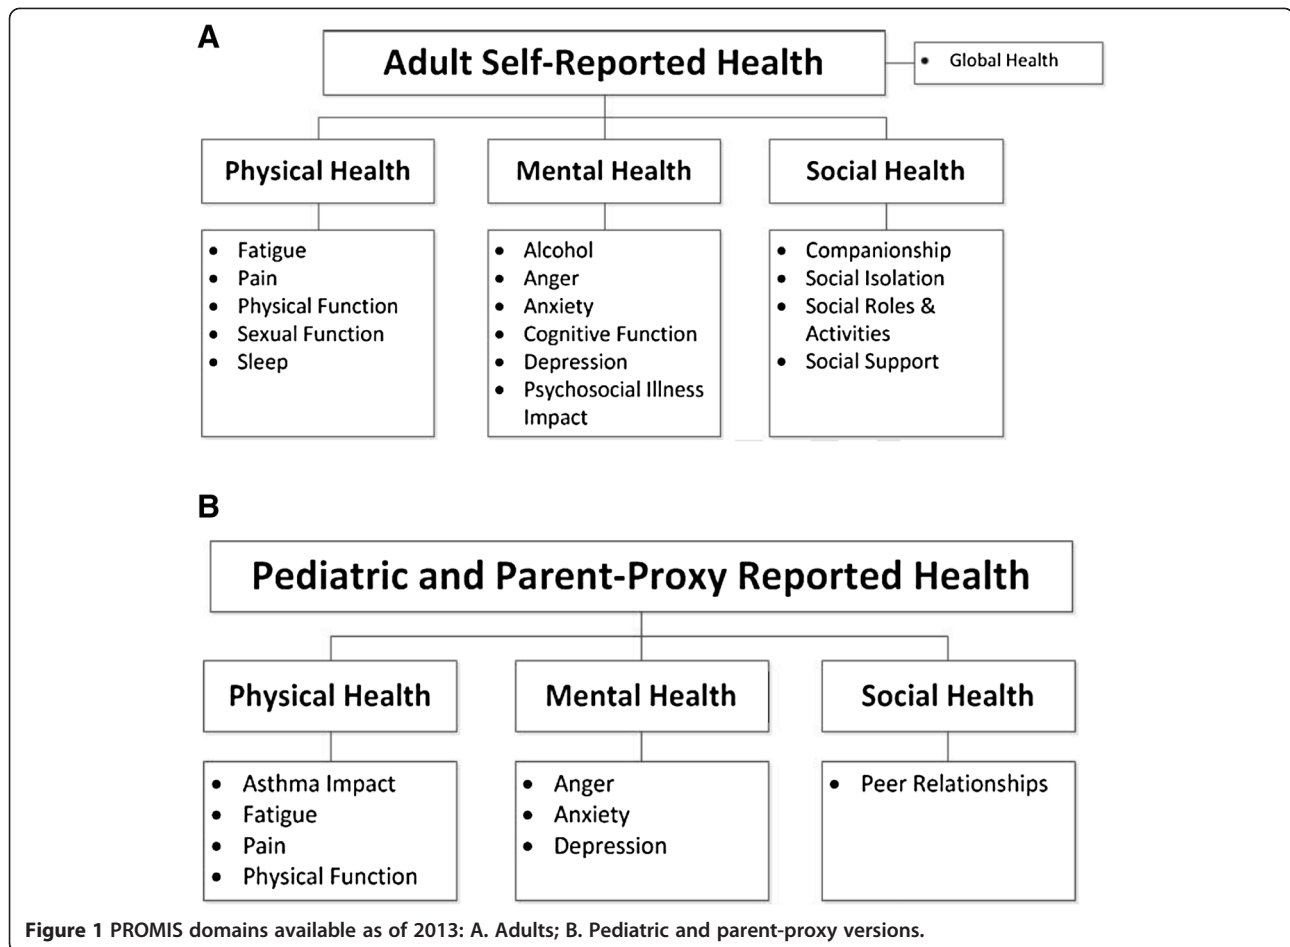 A
Adult Self-Reported Health
• Global Health
Physical Health
Mental Health
Social Health
• Fatigue
• Pain
• Physical Function
• Sexual Function
• Sleep
• Alcohol
• Anger
• Anxiety
• Cognitive Function
• Depression
• Psychosocial Illness
Impact
• Companionship
• Social Isolation
• Social Roles &
Activities
• Social Support
B
Pediatric and Parent-Proxy Reported Health
Physical Health
Mental Health
Social Health
• Asthma Impact
• Fatigue
• Pain
• Physical Function
• Anger
• Anxiety
• Depression
• Peer Relationships
Figure 1 PROMIS domains available as of 2013: A. Adults; B. Pediatric and parent-proxy versions.